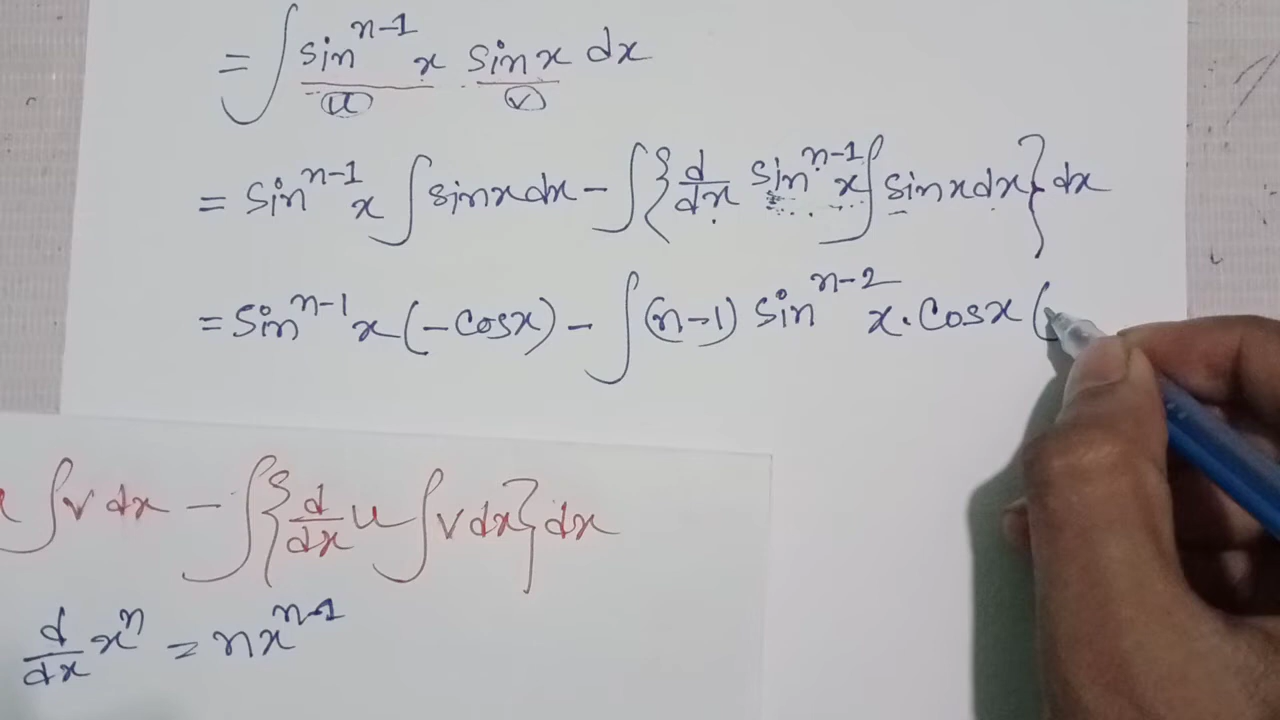 = ∫ sin^{n-1} x sin x dx
(u) (v)
= sin^{n-1} x ∫ sin x dx - ∫ { d/dx sin^{n-1} x ∫ sin x dx } dx
= sin^{n-1} x (-cos x) - ∫ (n-1) sin^{n-2} x . cos x (
∫ v dx - ∫ { d/dx u ∫ v dx } dx
d/dx x^n = nx^{n-1}